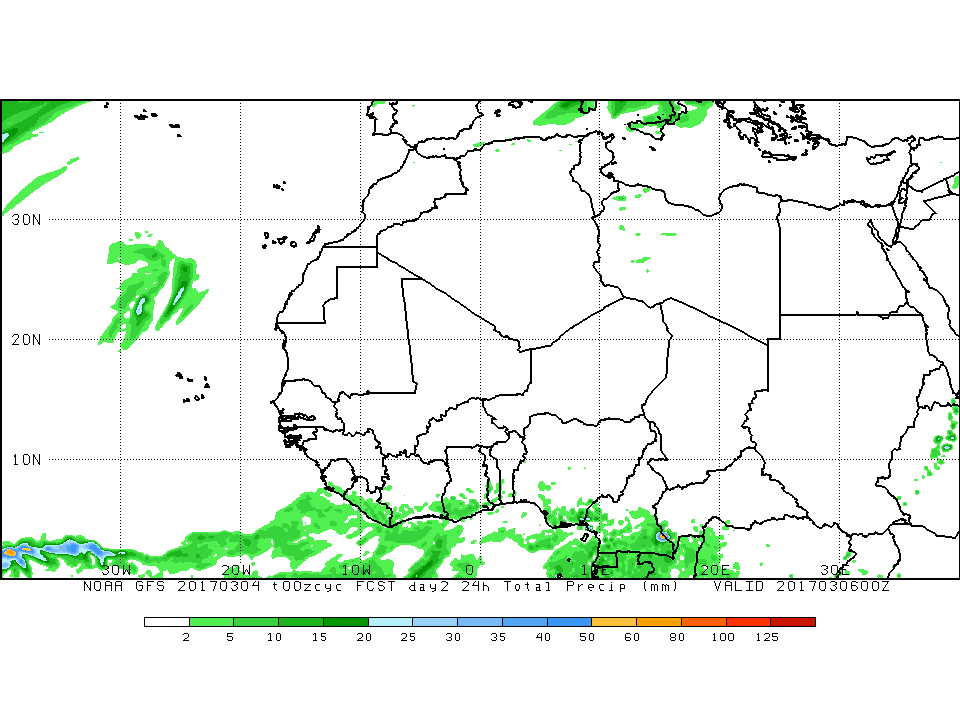 30N
20N
10N
30W 20W 10W 0 10E 20E 30E
NOAA GFS 20170304 t00zcyc FCST day2 24h Total Precip (mm) VALID 2017030600Z
2 5 10 15 20 25 30 35 40 50 60 80 100 125